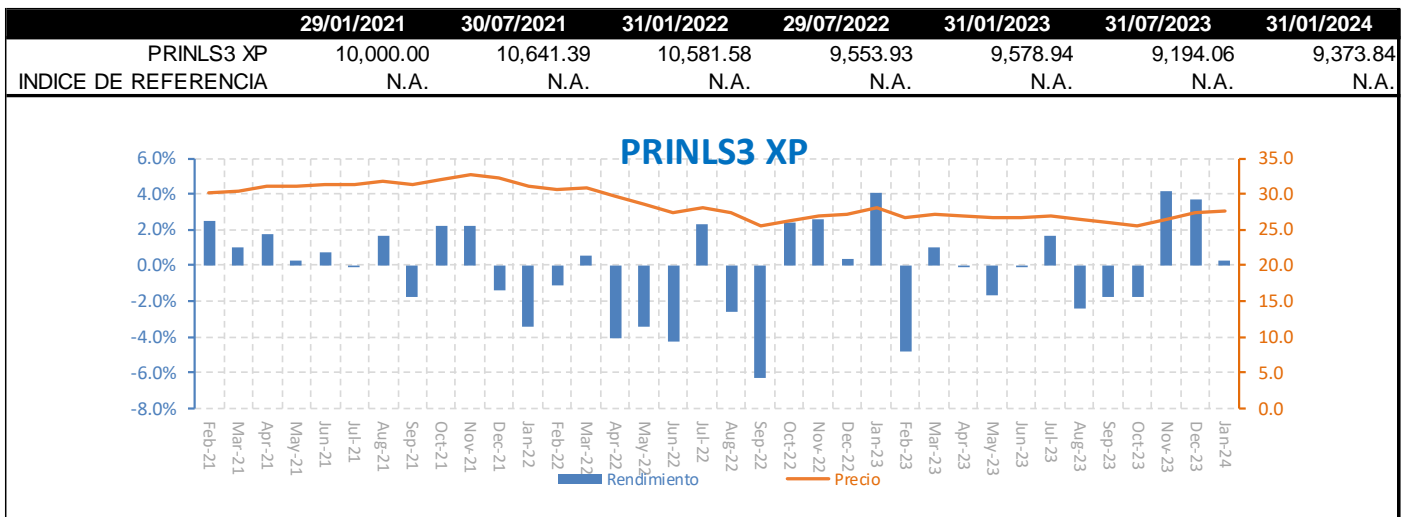 29/01/2021 30/07/2021 31/01/2022 29/07/2022 31/01/2023 31/07/2023 31/01/2024
PRINLS3 XP 10,000.00 10,641.39 10,581.58 9,553.93 9,578.94 9,194.06 9,373.84
INDICE DE REFERENCIA N.A. N.A. N.A. N.A. N.A. N.A. N.A.
PRINLS3 XP
6.0% 35.0
4.0% 30.0
2.0% 25.0
0.0% 20.0
-2.0% 15.0
-4.0% 10.0
-6.0% 5.0
-8.0% 0.0
Feb-21 Mar-21 Apr-21 May-21 Jun-21 Jul-21 Aug-21 Sep-21 Oct-21 Nov-21 Dec-21 Jan-22 Feb-22 Mar-22 Apr-22 May-22 Jun-22 Jul-22 Aug-22 Sep-22 Oct-22 Nov-22 Dec-22 Jan-23 Feb-23 Mar-23 Apr-23 May-23 Jun-23 Jul-23 Aug-23 Sep-23 Oct-23 Nov-23 Dec-23 Jan-24
Rendimiento Precio